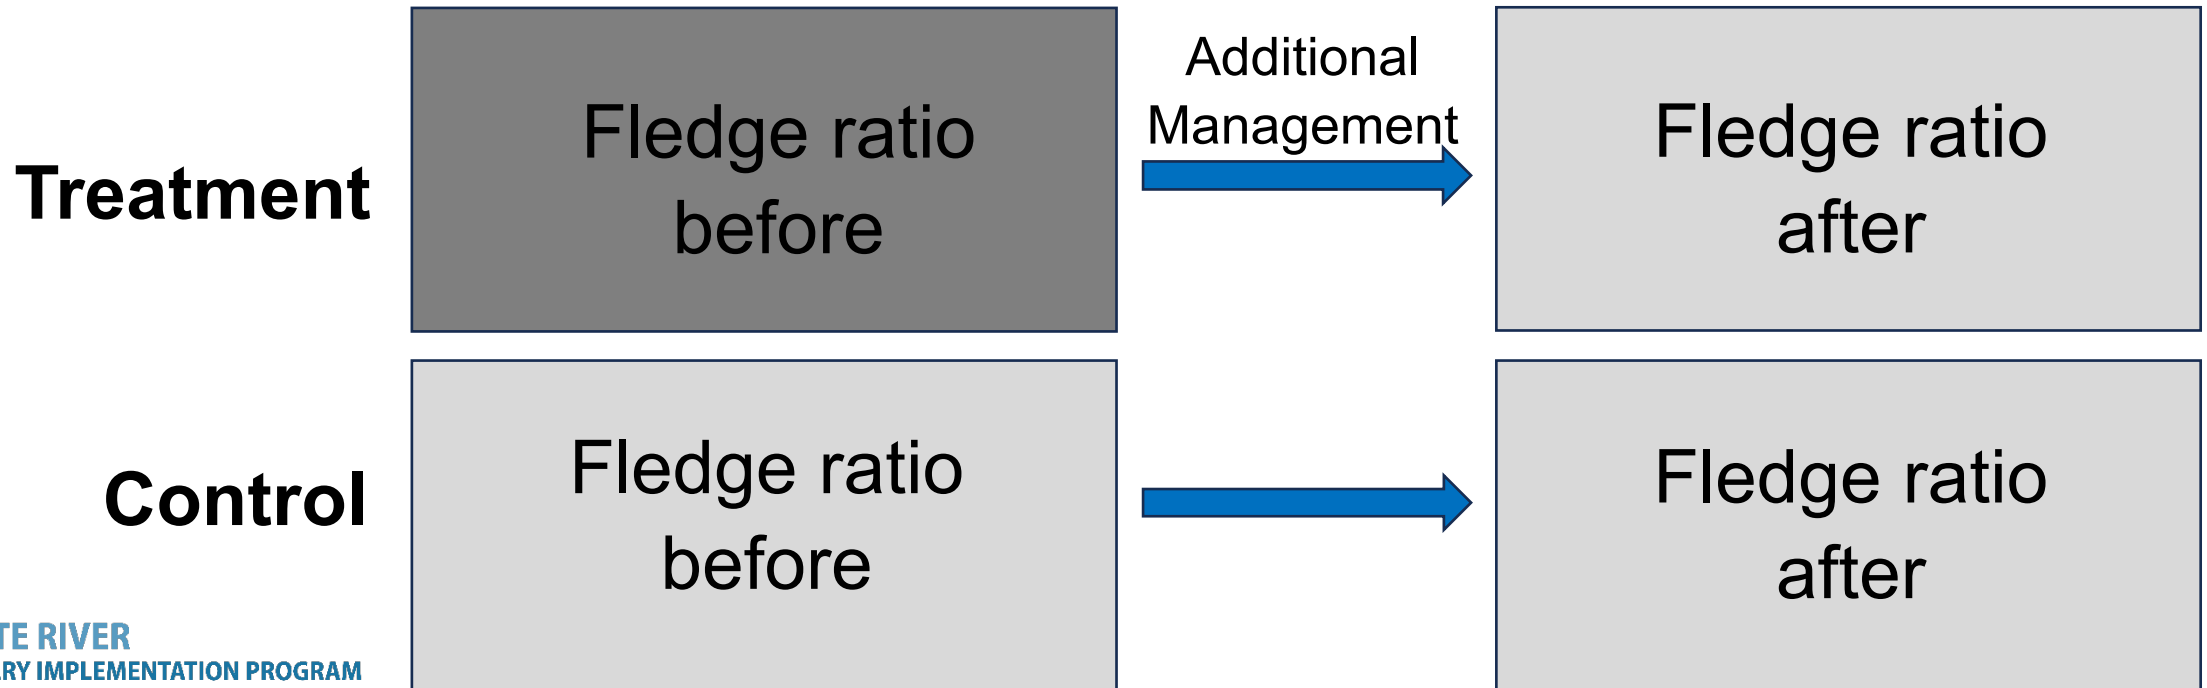 Treatment
Fledge ratio
before
Additional
Management
Fledge ratio
after
Control
Fledge ratio
before
Fledge ratio
after
TE RIVER
RY IMPLEMENTATION PROGRAM